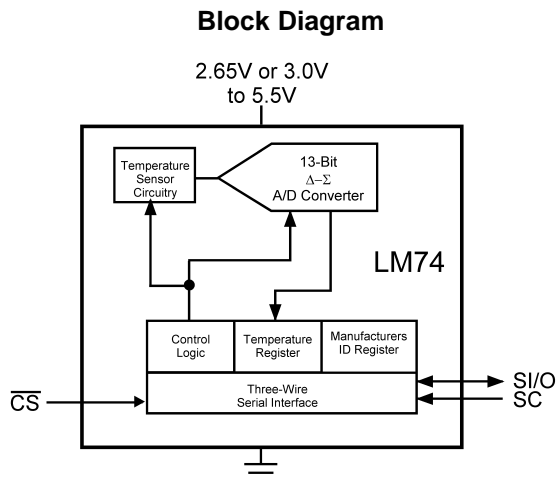 Block Diagram
2.65V or 3.0V
to 5.5V
Temperature
Sensor
Circuitry
13-Bit
Δ–Σ
A/D Converter
LM74
Control
Logic
Temperature
Register
Manufacturers
ID Register
Three-Wire
Serial Interface
C̅S̅
SI/O
SC